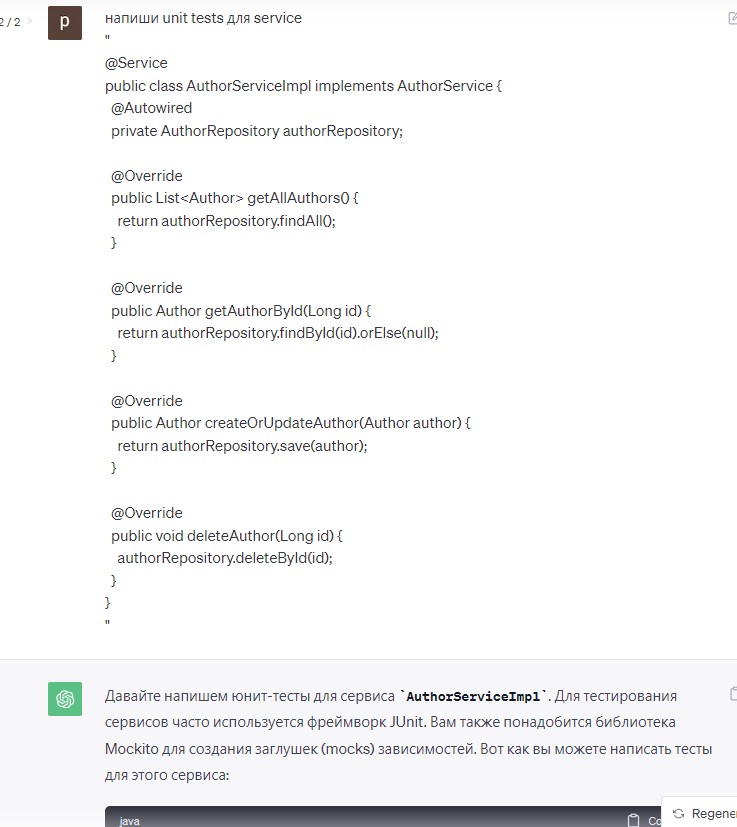 2 / 2
p
напиши unit tests для service
"
@Service
public class AuthorServiceImpl implements AuthorService {
@Autowired
private AuthorRepository authorRepository;
@Override
public List<Author> getAllAuthors() {
return authorRepository.findAll();
}
@Override
public Author getAuthorById(Long id) {
return authorRepository.findById(id).orElse(null);
}
@Override
public Author createOrUpdateAuthor(Author author) {
return authorRepository.save(author);
}
@Override
public void deleteAuthor(Long id) {
authorRepository.deleteById(id);
}
}
"
Давайте напишем юнит-тесты для сервиса `AuthorServiceImpl`. Для тестирования
сервисов часто используется фреймворк JUnit. Вам также понадобится библиотека
Mockito для создания заглушек (mocks) зависимостей. Вот как вы можете написать тесты
для этого сервиса:
java
Co
Regene